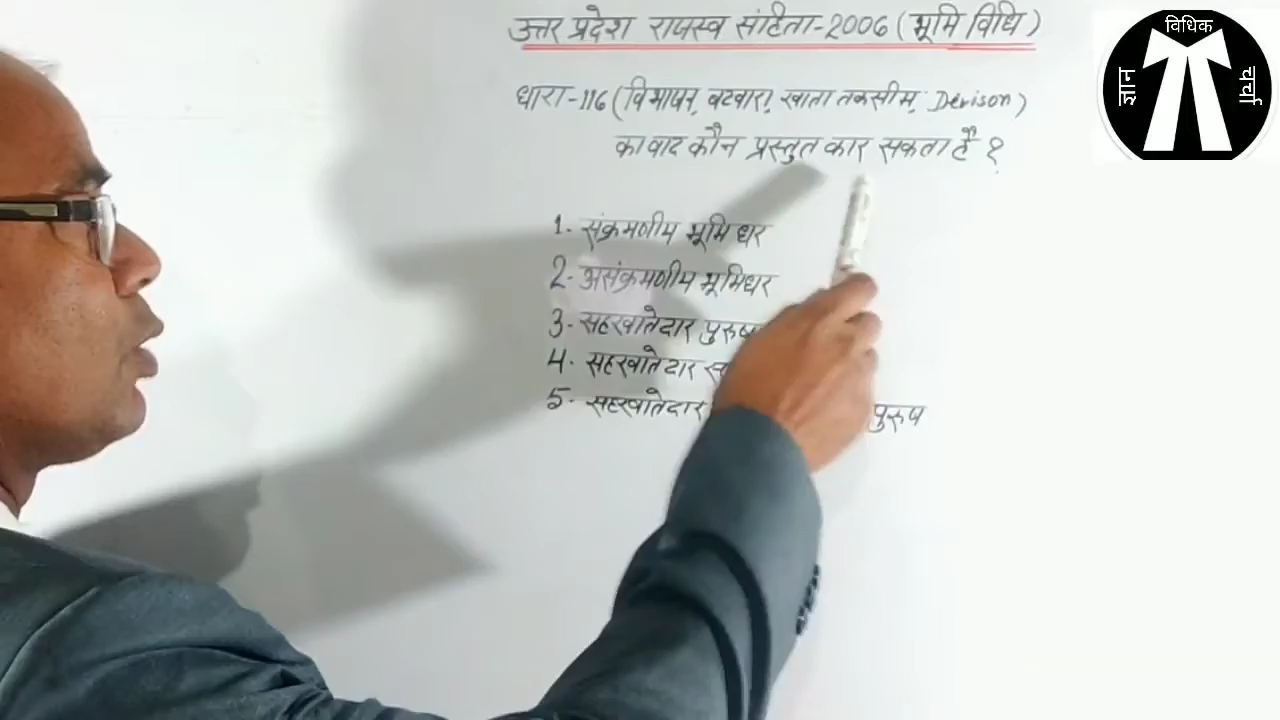 उत्तर प्रदेश राजस्व संहिता-2006 (भूमि विधि)
धारा-116 (विभाजन, बटवारा, खाता तकसीम, Devison)
का वाद कौन प्रस्तुत कार सकता है ?
1- संक्रमणीय भूमिधर
2- असंक्रमणीय भूमिधर
3- सहखातेदार पुरुष
4- सहखातेदार
5- सहखातेदार पुरुष
विधिक
ज्ञान
चर्चा